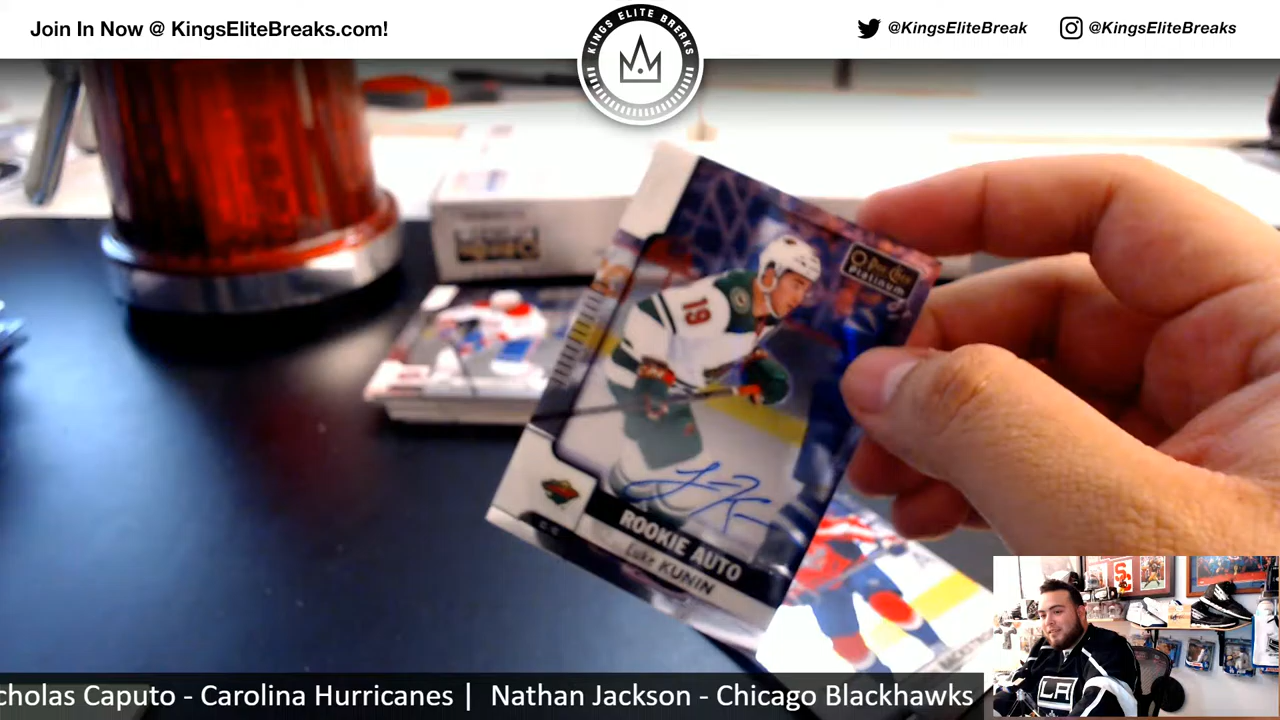 Join In Now @ KingsEliteBreaks.com!
KINGS ELITE BREAKS
@KingsEliteBreak
@KingsEliteBreaks
O-Pee-Chee
Platinum
19
ROOKIE AUTO
Luke KUNIN
LA
cholas Caputo - Carolina Hurricanes | Nathan Jackson - Chicago Blackhawks